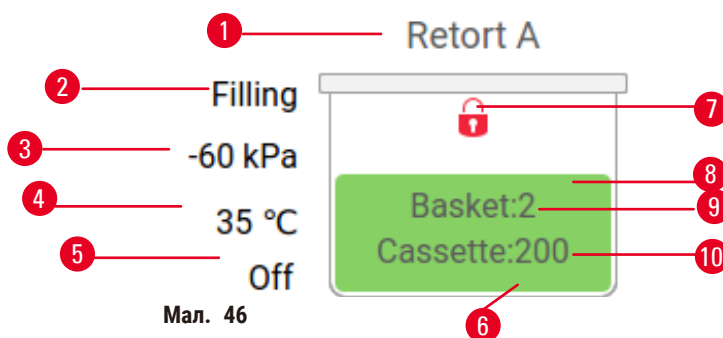 1
Retort A
2
Filling
7
3
-60 kPa
8
4
Basket:2
9
35 °C
5
Cassette:200
10
Off
Мал. 46
6